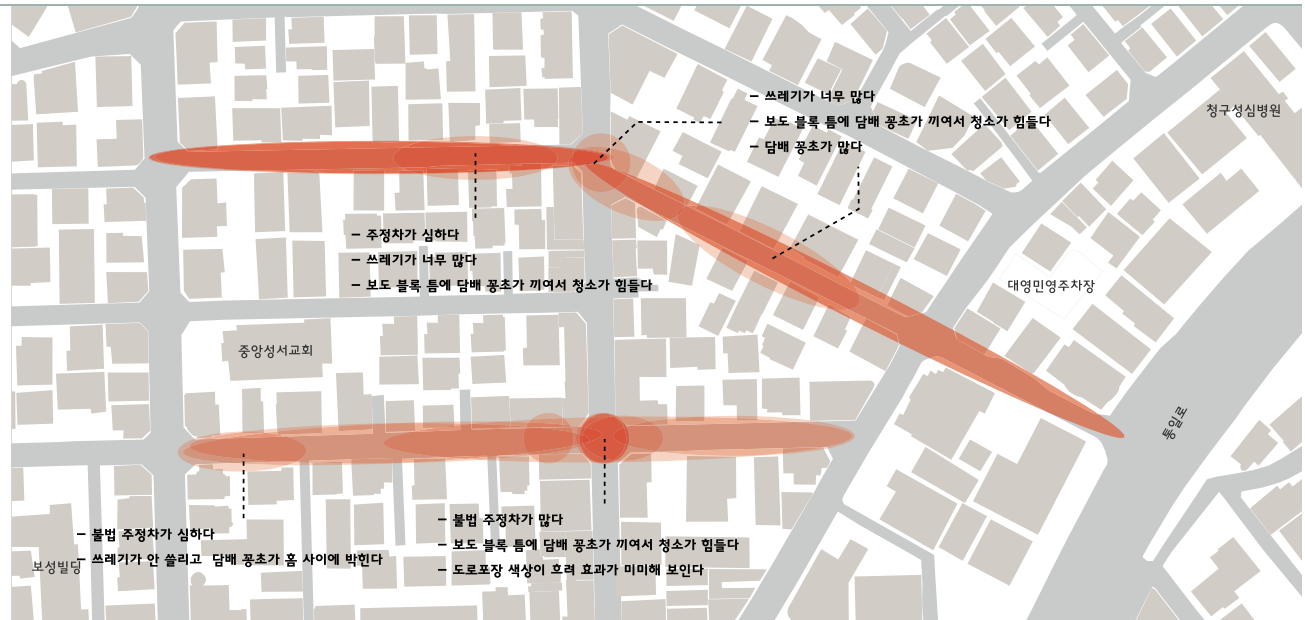 – 쓰레기가 너무 많다
– 보도 블록 틈에 담배 꽁초가 끼여서 청소가 힘들다
– 담배 꽁초가 많다
청구성심병원
– 주정차가 심하다
– 쓰레기가 너무 많다
– 보도 블록 틈에 담배 꽁초가 끼여서 청소가 힘들다
대영민영주차장
중앙성서교회
통일로
– 불법 주정차가 심하다
– 쓰레기가 안 쓸리고 담배 꽁초가 홈 사이에 박힌다
보성빌딩
– 불법 주정차가 많다
– 보도 블록 틈에 담배 꽁초가 끼여서 청소가 힘들다
– 도로포장 색상이 흐려 효과가 미미해 보인다